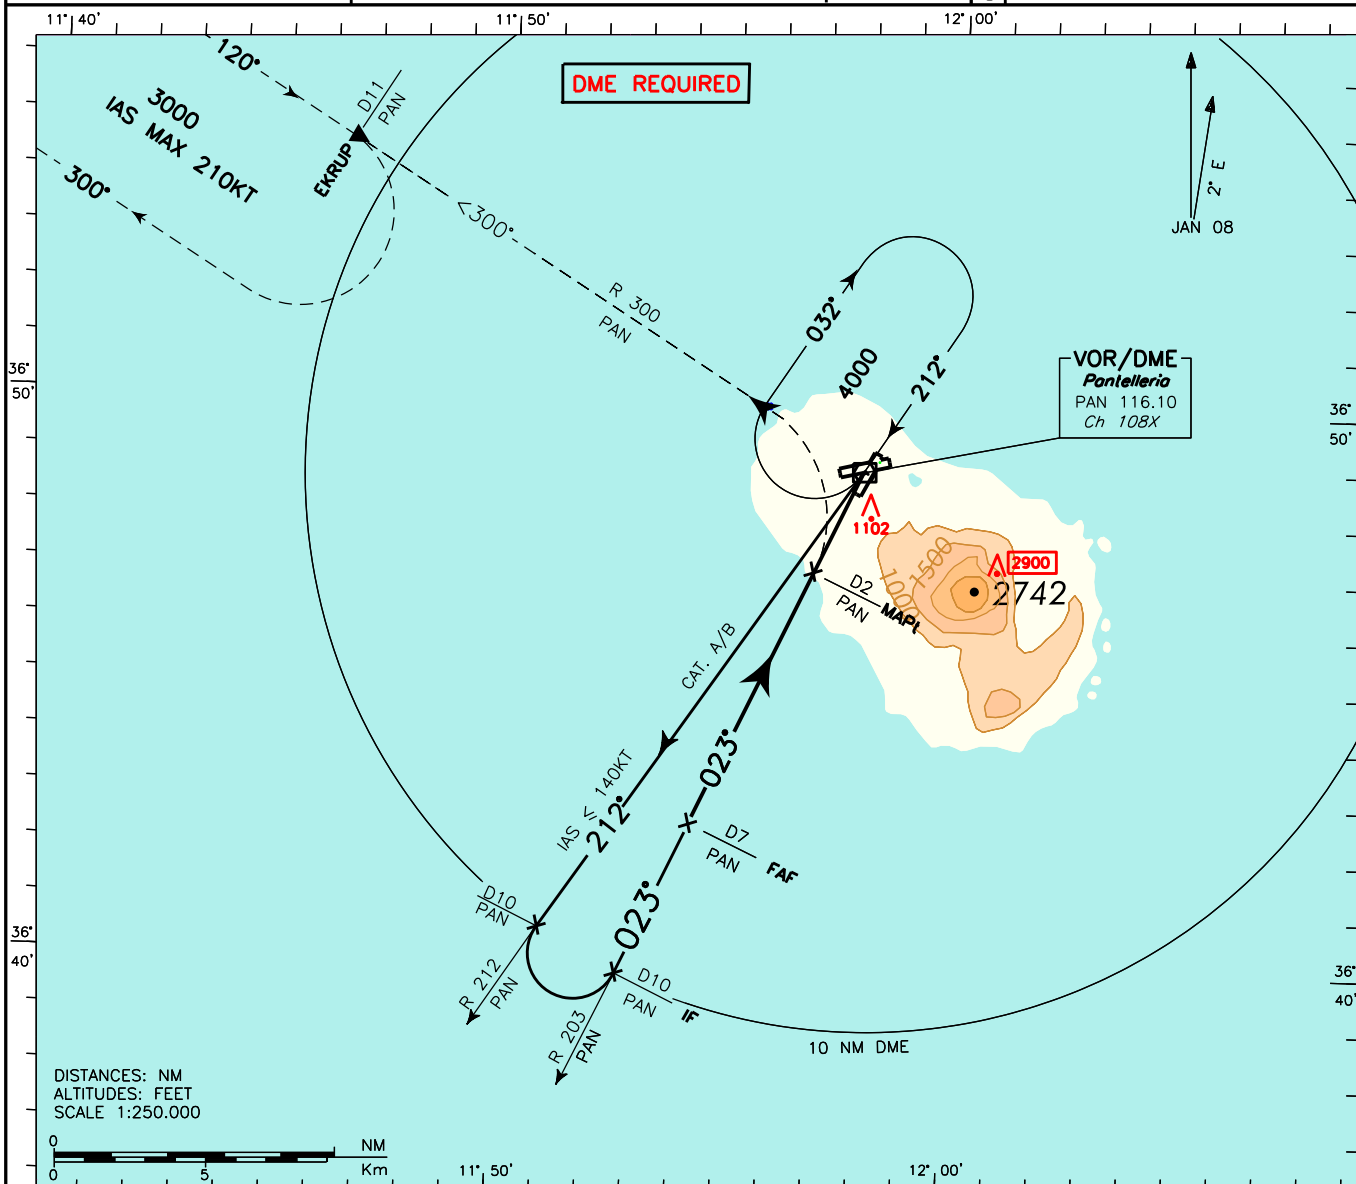 11° 40'
11° 50'
12° 00'
DME REQUIRED
120°
3000
IAS MAX 210KT
300°
D11
PAN
EKRUP
<300°
R 300
PAN
2° E
JAN 08
032°
4000
212°
36°
50'
VOR/DME
Pantelleria
PAN 116.10
Ch 108X
36°
50'
1102
1500
1000
2900
2742
D2
PAN
MAPt
CAT. A/B
IAS ≤ 140KT
212°
023°
D7
PAN
FAF
023°
D10
PAN
36°
40'
R 212
PAN
D10
PAN
IF
R 203
PAN
36°
40'
10 NM DME
DISTANCES: NM
ALTITUDES: FEET
SCALE 1:250.000
0
NM
0
5
Km
11° 50'
12° 00'